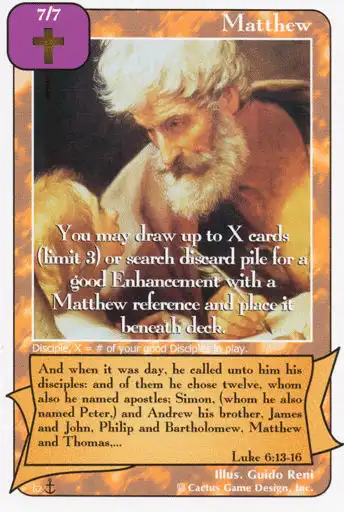 7/7
Matthew
You may draw up to X cards
(limit 3) or search discard pile for a
good Enhancement with a
Matthew reference and place it
beneath deck.
Disciple, X = # of your good Disciples in play.
And when it was day, he called unto him his
disciples: and of them he chose twelve, whom
also he named apostles; Simon, (whom he also
named Peter,) and Andrew his brother, James
and John, Philip and Bartholomew, Matthew
and Thomas,...
Luke 6:13-16
Illus. Guido Reni
© Cactus Game Design, Inc.